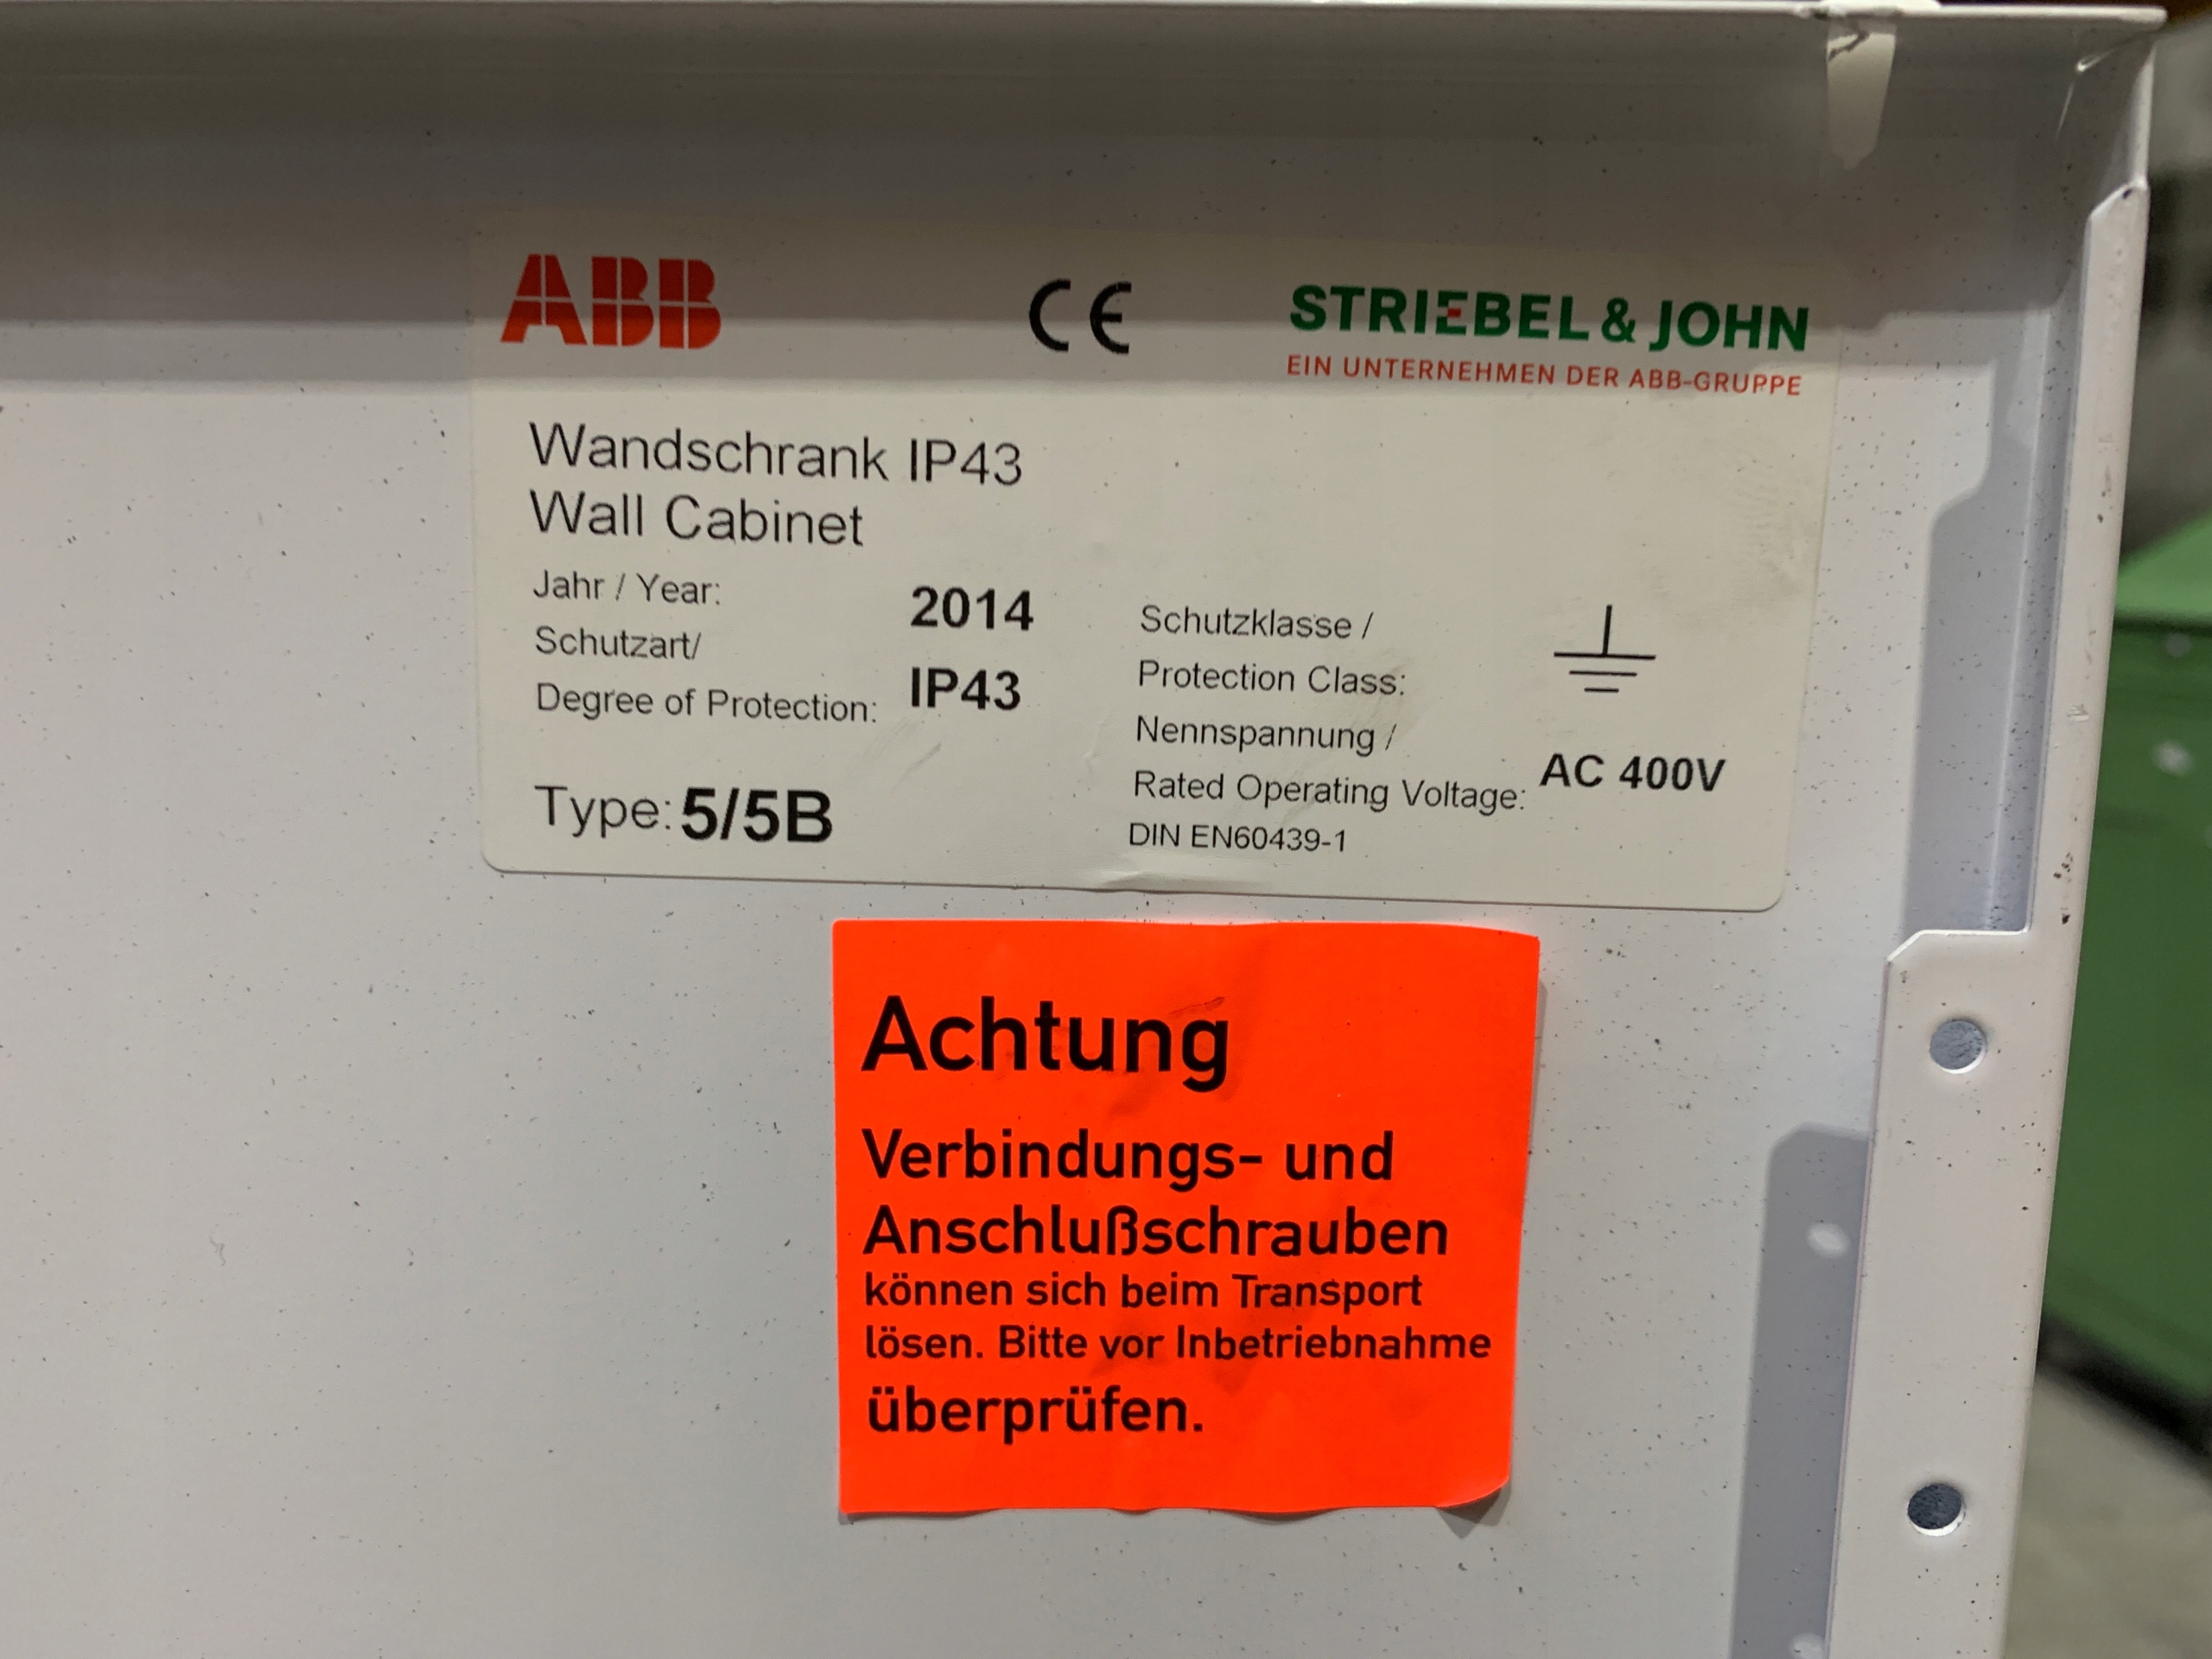 ABB
CE
STRIEBEL & JOHN
EIN UNTERNEHMEN DER ABB-GRUPPE
Wandschrank IP43
Wall Cabinet
Jahr / Year: 2014
Schutzart/
Degree of Protection: IP43
Type: 5/5B
Schutzklasse /
Protection Class:
Nennspannung /
Rated Operating Voltage: AC 400V
DIN EN60439-1
Achtung
Verbindungs- und
Anschlußschrauben
können sich beim Transport
lösen. Bitte vor Inbetriebnahme
überprüfen.